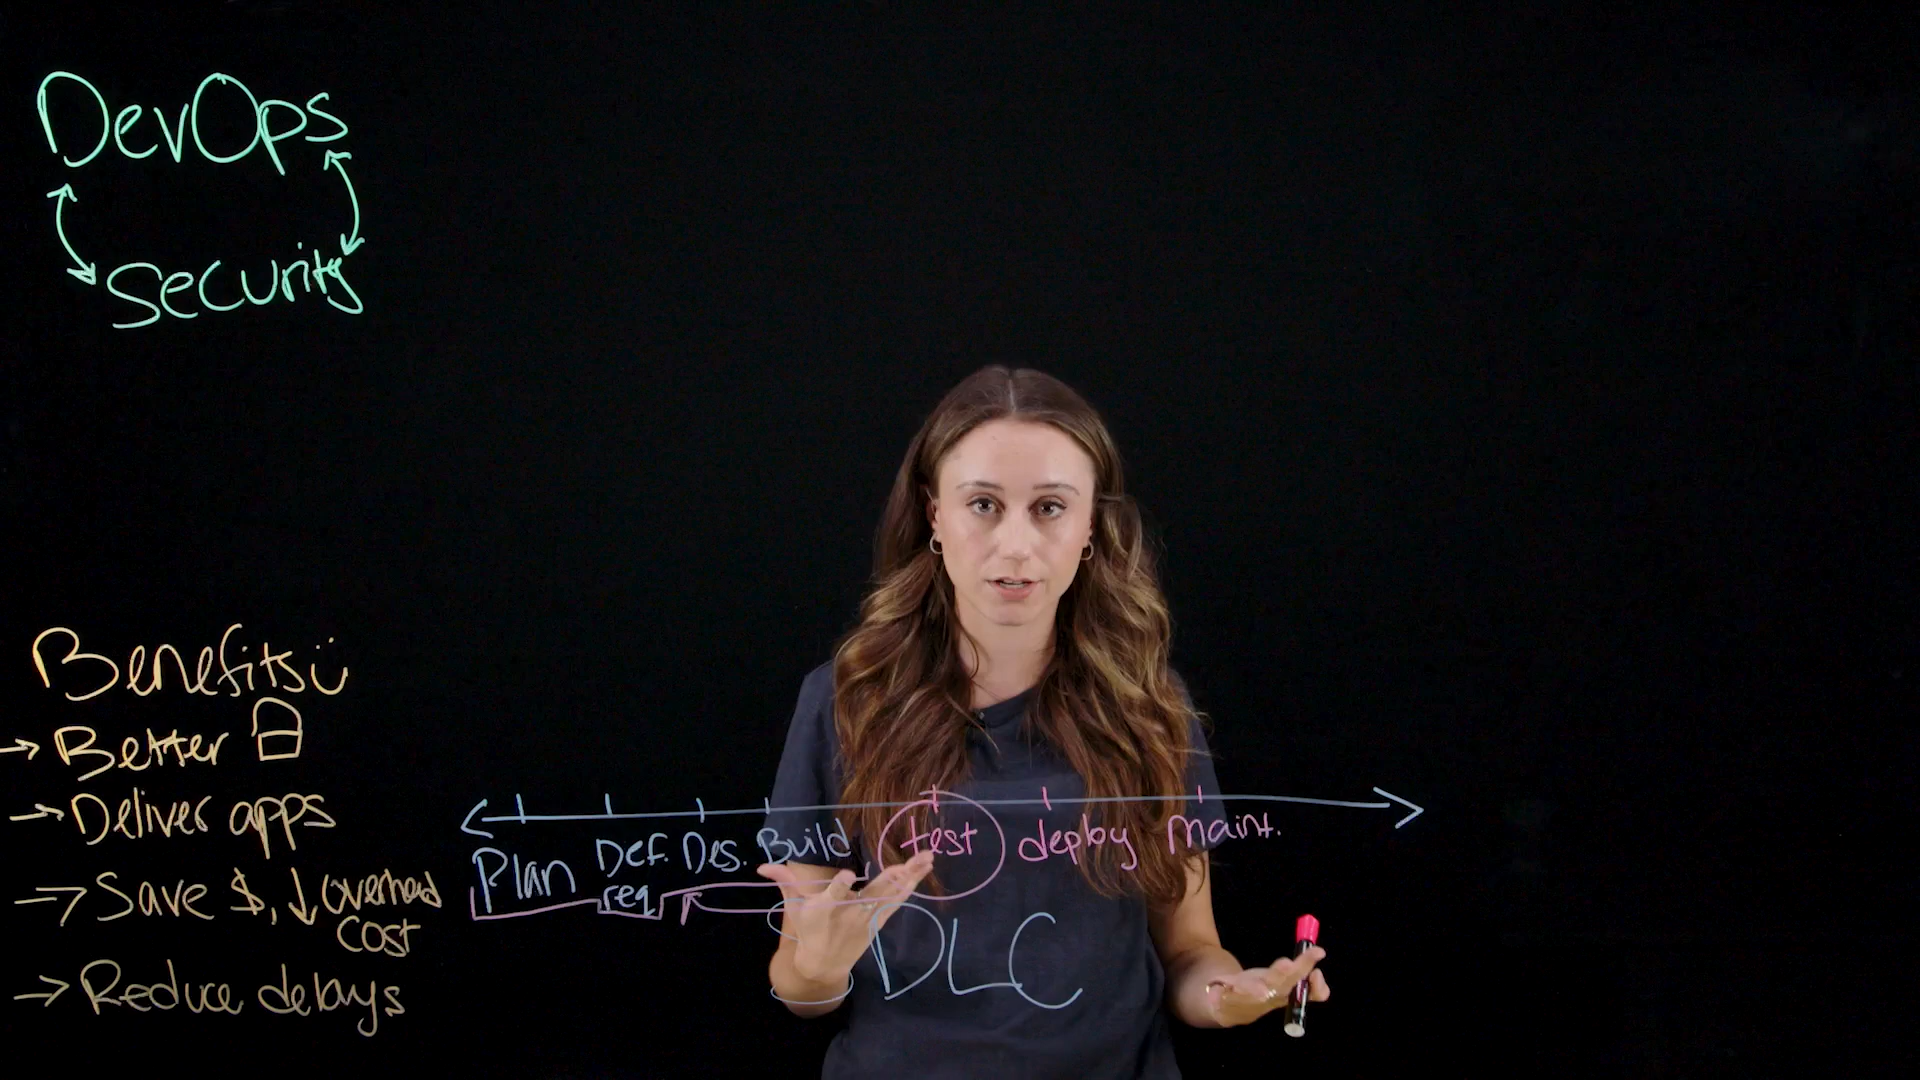 DevOps
Security
Benefits ü
→ Better
→ Deliver apps
→ Save $, ↓ overhead
cost
→ Reduce delays
Plan Def. Des. Build test deploy Maint.
req.
SDLC